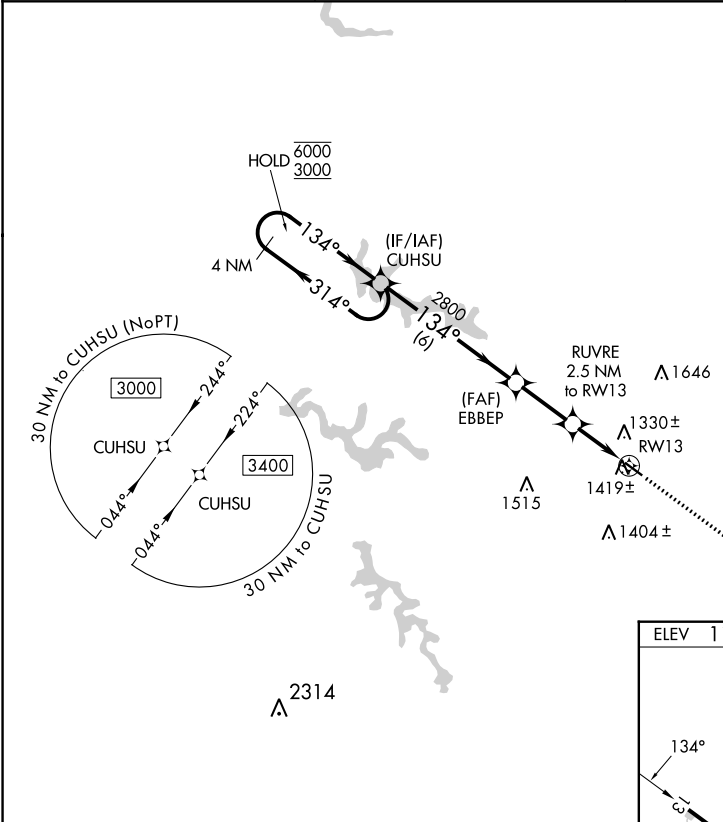 HOLD 6000
3000
134°
4 NM
314°
(IF/IAF)
CUHSU
2800
134°
(6)
(FAF)
EBBEP
RUVRE
2.5 NM
to RW13
1646
1330±
RW13
1419±
1515
1404±
30 NM to CUHSU (NoPT)
3000
244°
CUHSU
044°
224°
3400
CUHSU
044°
30 NM to CUHSU
2314
ELEV 1
134°
13